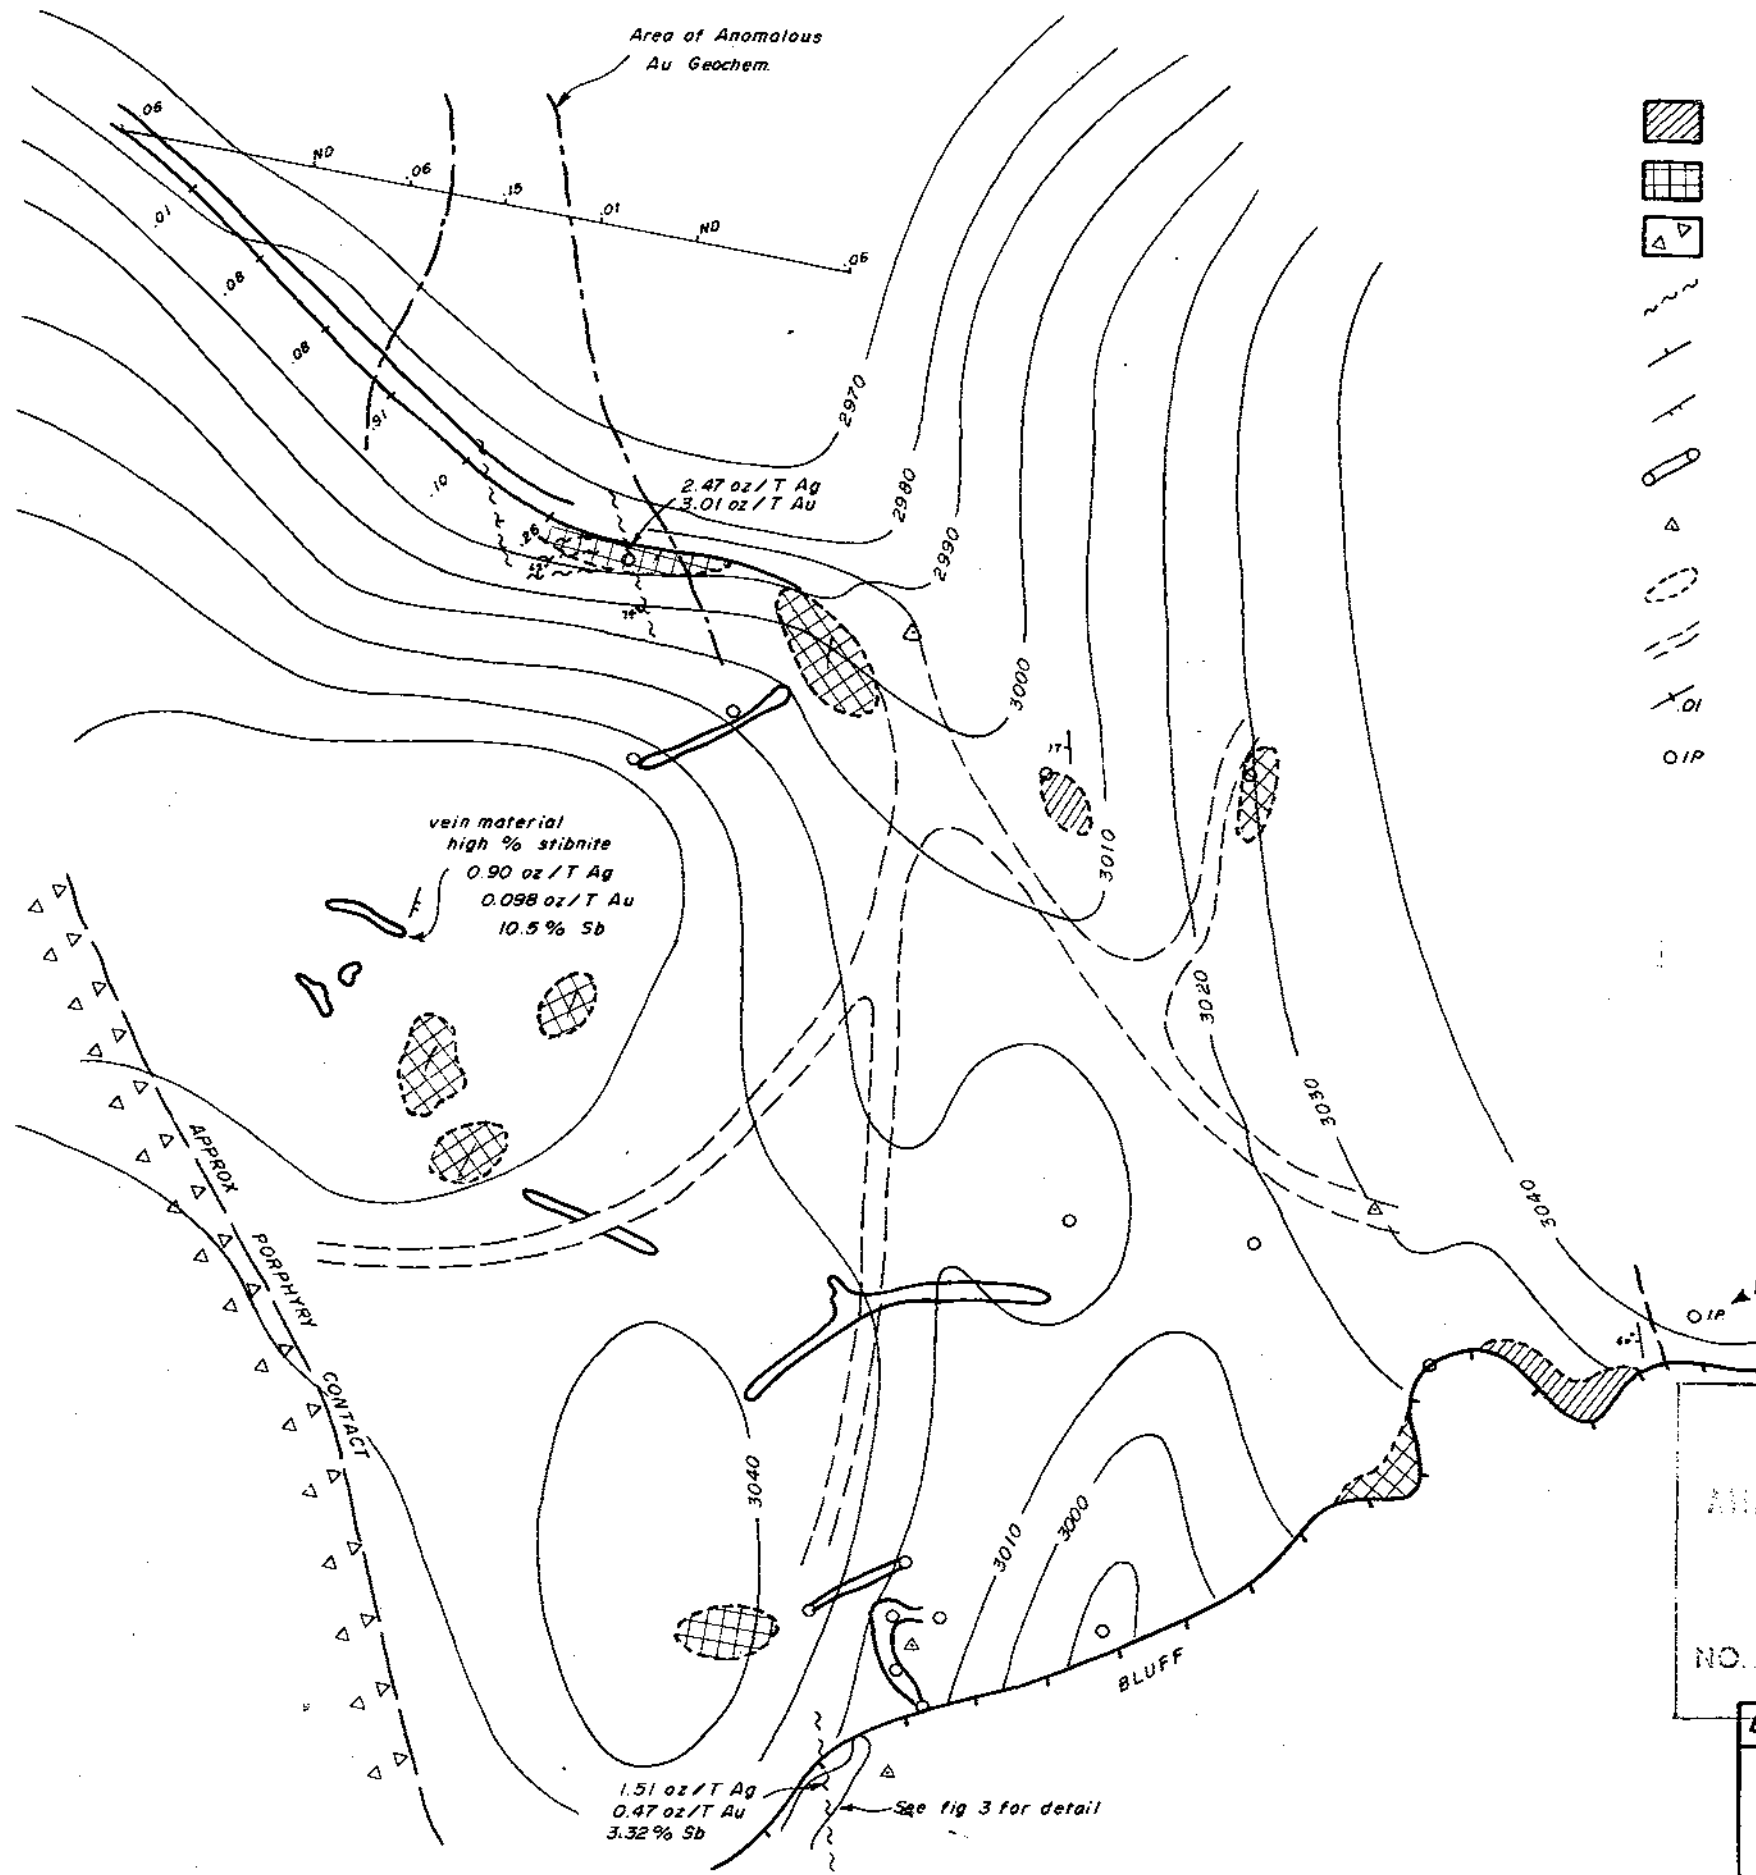 Area of Anomalous
Au Geochem.
.06
ND
.06
.15
.01
ND
.06
.01
.08
.08
.91
.10
.26
2970
2980
2990
3000
3010
2.47 oz/T Ag
3.01 oz/T Au
17
.01
O IP
vein material
high % stibnite
0.90 oz/T Ag
0.098 oz/T Au
10.5% Sb
3020
3030
3040
APPROX
PORPHYRY
CONTACT
IP
3040
3010
3000
BLUFF
NO.
1.51 oz/T Ag
0.47 oz/T Au
3.32% Sb
See fig 3 for detail